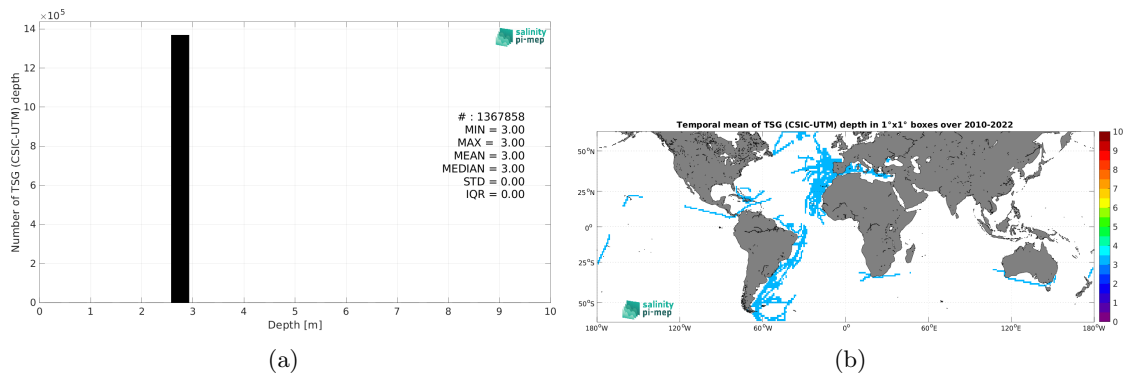 ×10⁵
14
12
10
8
6
4
2
0
Number of TSG (CSIC-UTM) depth
salinity
pi-mep
# : 1367858
MIN = 3.00
MAX = 3.00
MEAN = 3.00
MEDIAN = 3.00
STD = 0.00
IQR = 0.00
0 1 2 3 4 5 6 7 8 9 10
Depth [m]
(a)
Temporal mean of TSG (CSIC-UTM) depth in 1°x1° boxes over 2010-2022
50°N
25°N
0°
25°S
50°S
salinity
pi-mep
180°W 120°W 60°W 0° 60°E 120°E 180°E
10
9
8
7
6
5
4
3
2
1
0
(b)